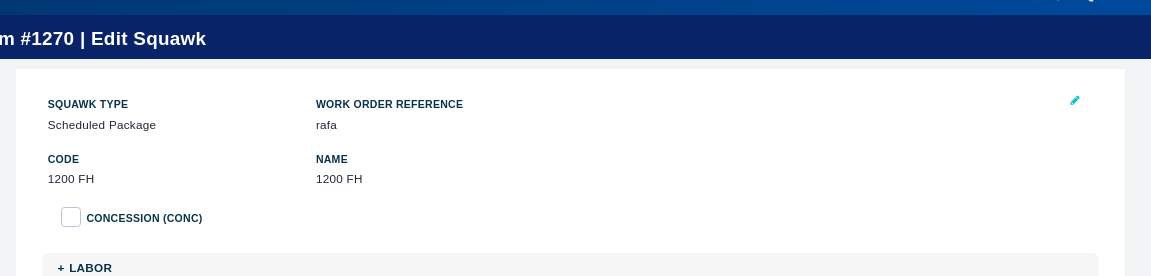 m #1270 | Edit Squawk
SQUAWK TYPE
WORK ORDER REFERENCE
Scheduled Package
rafa
CODE
NAME
1200 FH
1200 FH
CONCESSION (CONC)
+ LABOR